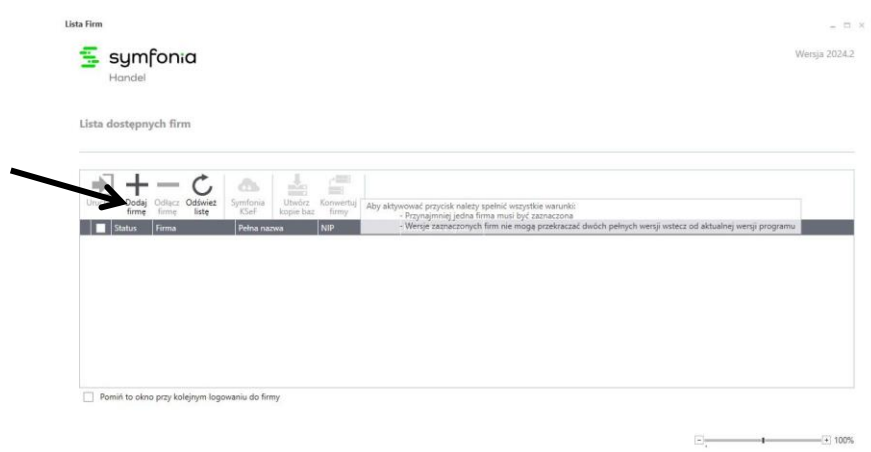 Lista Firm
symfonia
Handel
Wersja 2024.2
Lista dostępnych firm
Dodaj firmę
Odłącz firmę
Odśwież listę
Symfonia KSeF
Utwórz kopie baz
Konwertuj firmy
Aby aktywować przycisk należy spełnić wszystkie warunki:
- Przynajmniej jedna firma musi być zaznaczona
- Wersje zaznaczonych firm nie mogą przekraczać dwóch pełnych wersji wstecz od aktualnej wersji programu
Status Firma Pełna nazwa NIP
Pomiń to okno przy kolejnym logowaniu do firmy
100%